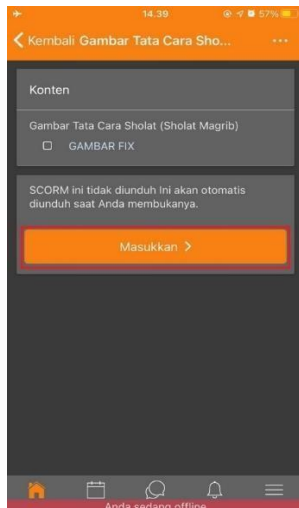 14.39
57%
Kembali Gambar Tata Cara Sho...
Konten
Gambar Tata Cara Sholat (Sholat Magrib)
GAMBAR FIX
SCORM ini tidak diunduh Ini akan otomatis
diunduh saat Anda membukanya.
Masukkan
Anda sedang offline